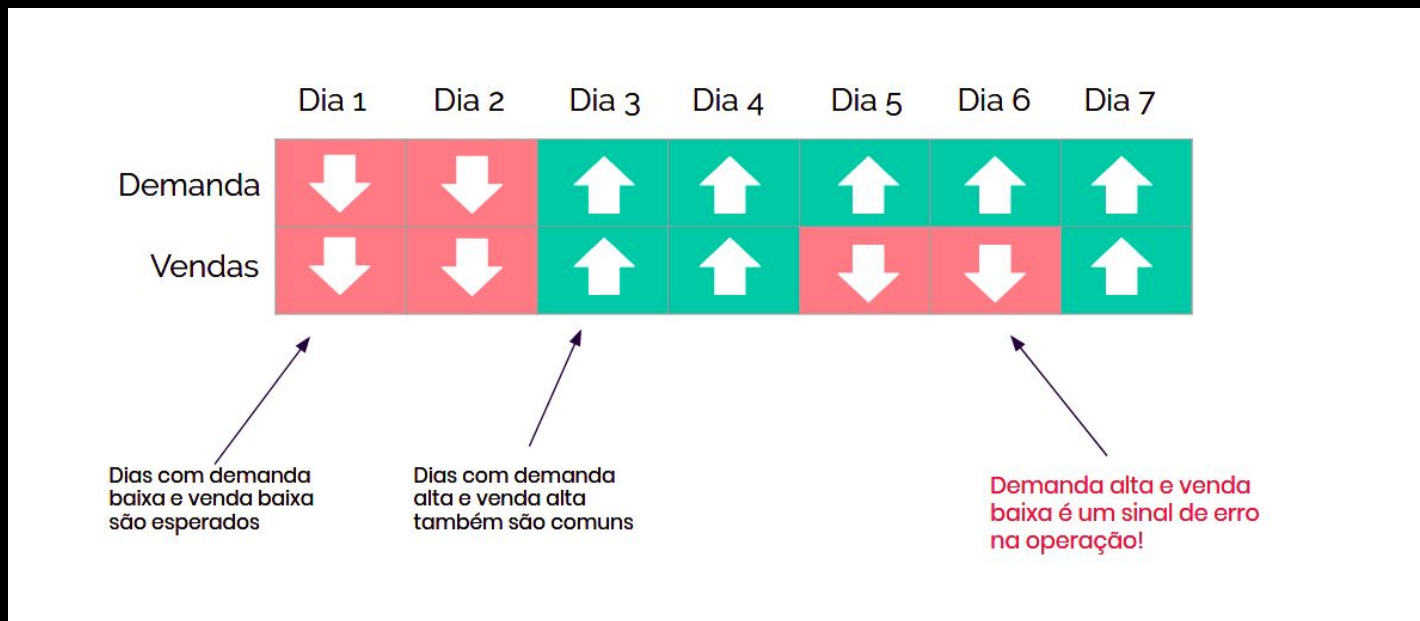 Dia 1 Dia 2 Dia 3 Dia 4 Dia 5 Dia 6 Dia 7
Demanda
Vendas
Dias com demanda
baixa e venda baixa
são esperados
Dias com demanda
alta e venda alta
também são comuns
Demanda alta e venda
baixa é um sinal de erro
na operação!